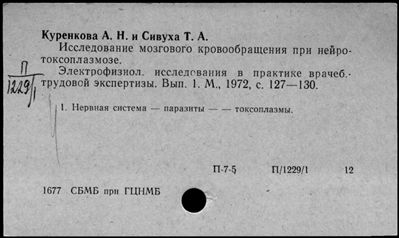 Куренкова А. Н. и Сивуха Т. А.
Исследование мозгового кровообращения при нейро-
токсоплазмозе.
П
1229/1
Электрофизиол. исследования в практике врачеб.-
трудовой экспертизы. Вып. 1. М., 1972, с. 127—130.
1. Нервная система — паразиты — — токсоплазмы.
П-7-5 П/1229/1 12
1677 СБМБ при ГЦНМБ